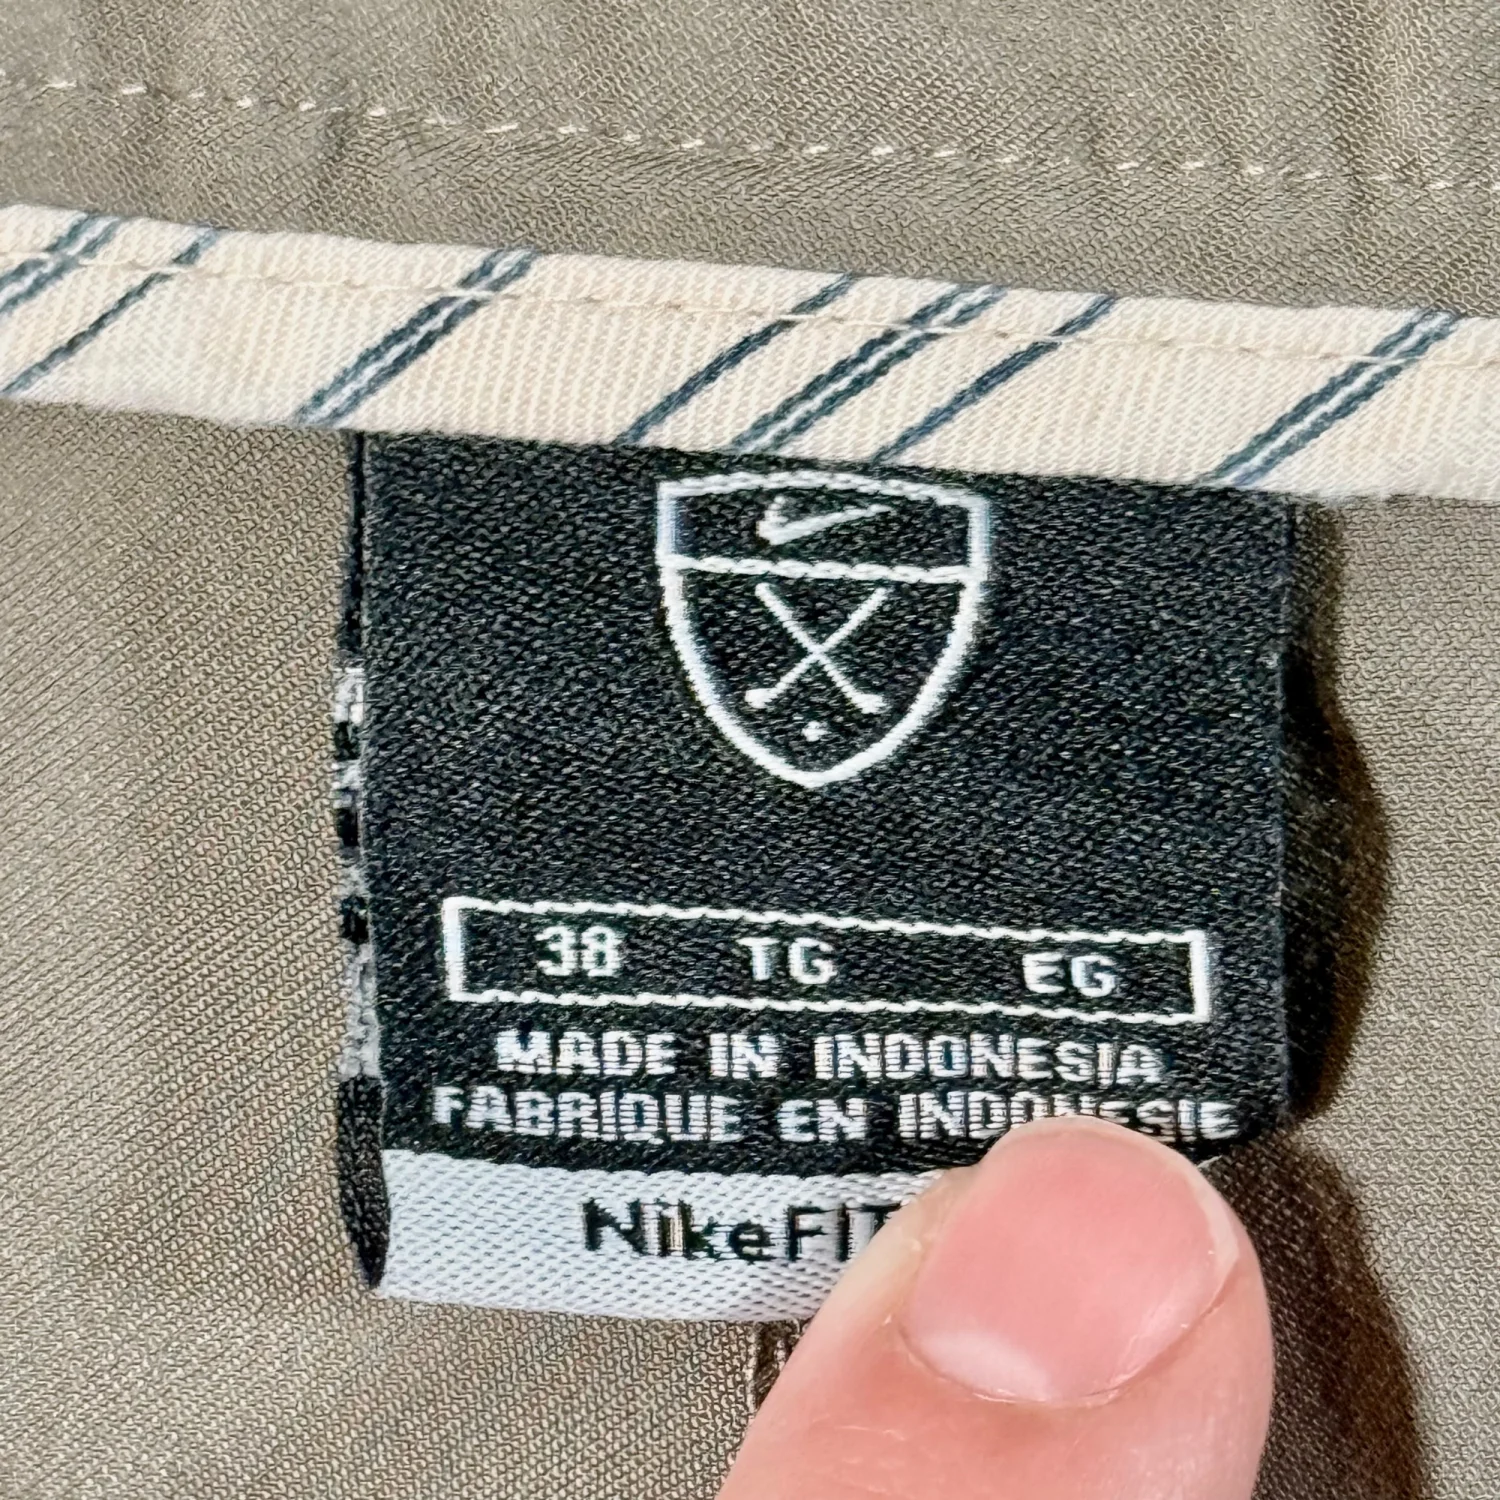 38 TG EG
MADE IN INDONESIA
FABRIQUE EN INDONESIE
NikeFIT